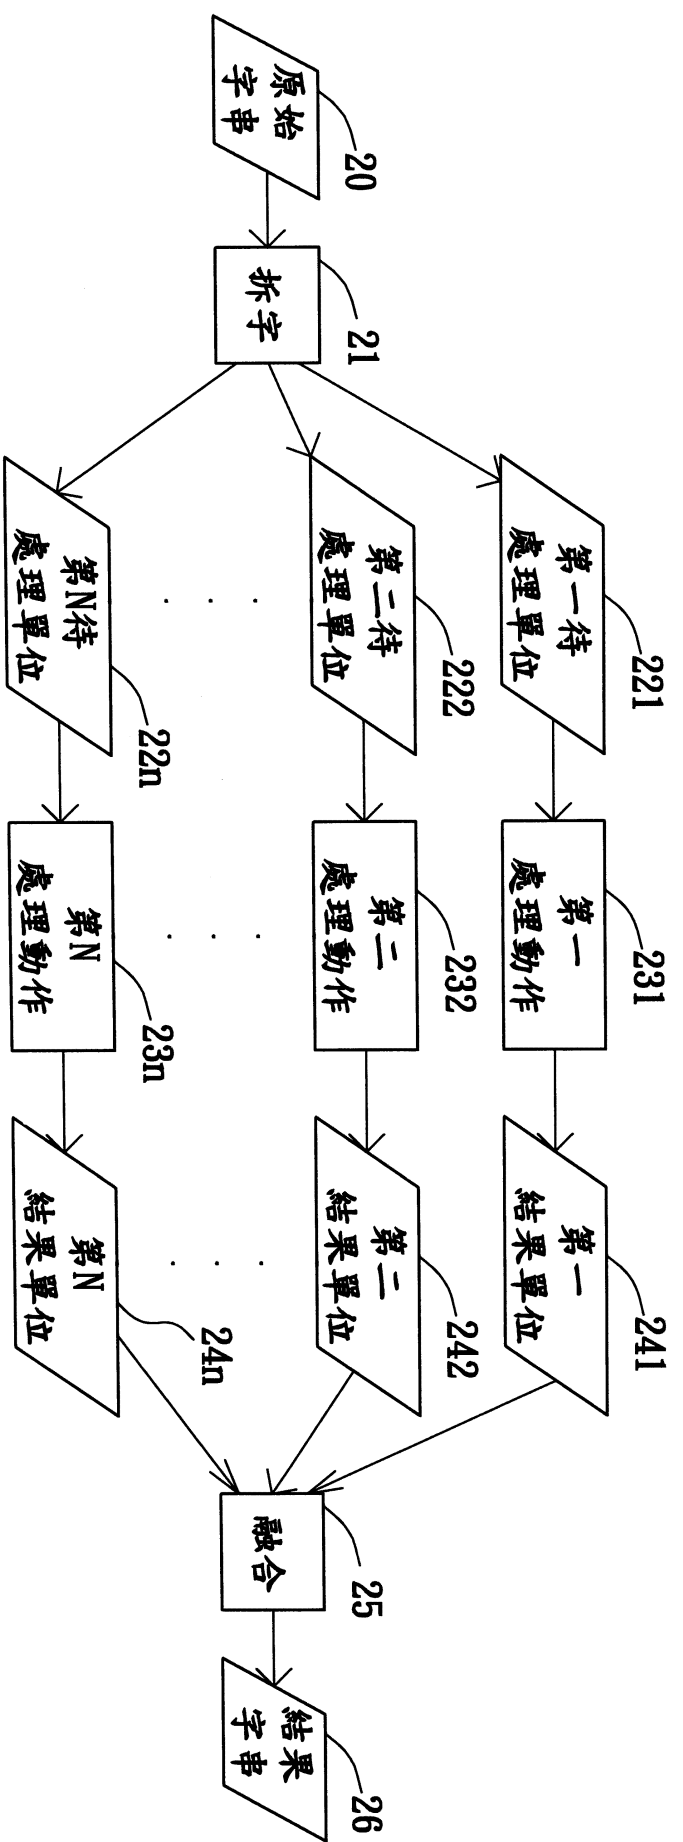 原始
字串
20
拆字
21
第一待
處理單位
221
第二待
處理單位
222
. . .
第N待
處理單位
22n
第一
處理動作
231
第二
處理動作
232
. . .
第N
處理動作
23n
第一
結果單位
241
第二
結果單位
242
. . .
第N
結果單位
24n
融合
25
結果
字串
26